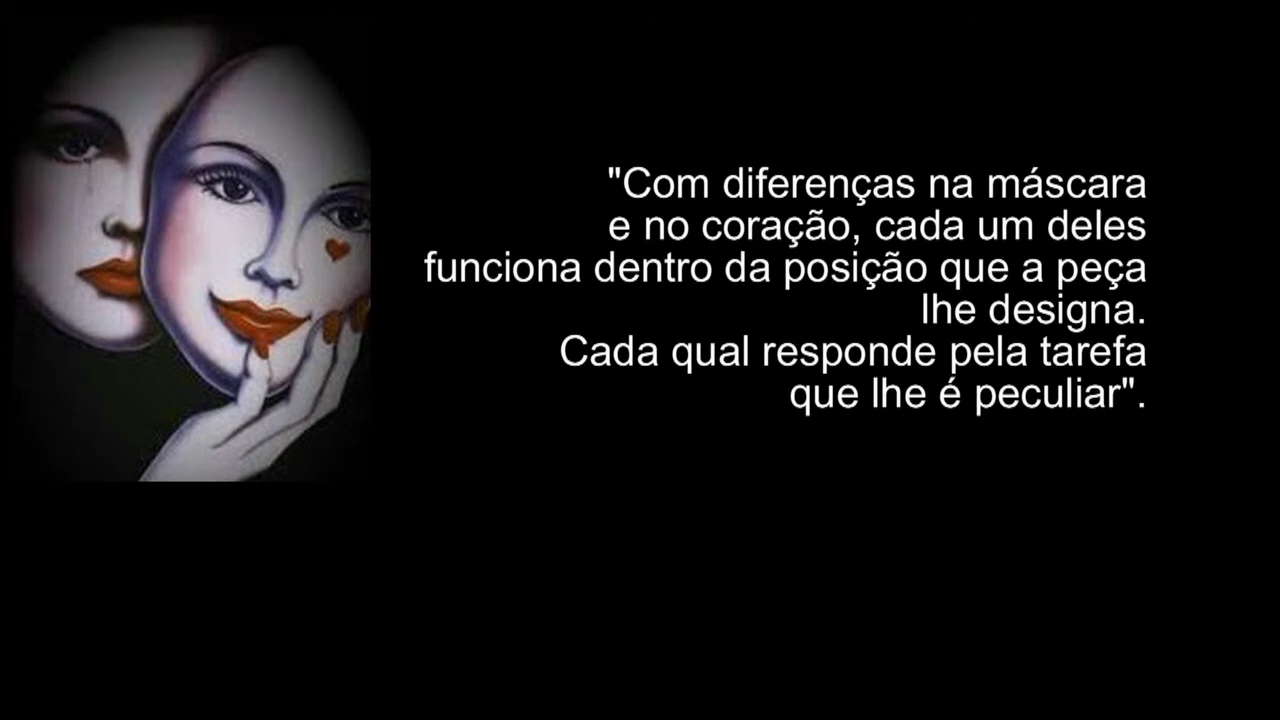 "Com diferenças na máscara
e no coração, cada um deles
funciona dentro da posição que a peça
lhe designa.
Cada qual responde pela tarefa
que lhe é peculiar".